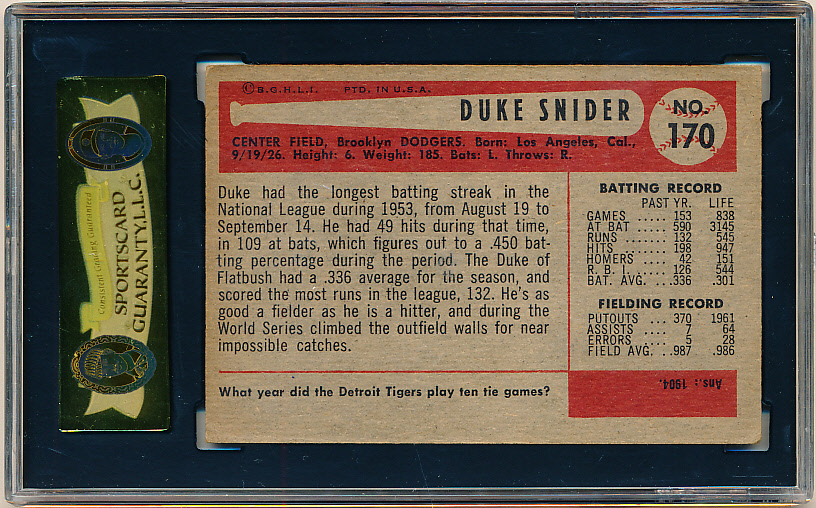 Consistent Grading Guaranteed
SPORTSCARD
GUARANTY, L.L.C.
© B.G.H.L.I. PTD. IN U.S.A.
DUKE SNIDER
NO.
170
CENTER FIELD, Brooklyn DODGERS. Born: Los Angeles, Cal.,
9/19/26. Height: 6. Weight: 185. Bats: L. Throws: R.
Duke had the longest batting streak in the
National League during 1953, from August 19 to
September 14. He had 49 hits during that time,
in 109 at bats, which figures out to a .450 bat-
ting percentage during the period. The Duke of
Flatbush had a .336 average for the season, and
scored the most runs in the league, 132. He's as
good a fielder as he is a hitter, and during the
World Series climbed the outfield walls for near
impossible catches.
BATTING RECORD
PAST YR. LIFE
GAMES ..... 153 838
AT BAT ..... 590 3145
RUNS ...... 132 545
HITS ....... 198 947
HOMERS .... 42 151
R. B. I. ..... 126 544
BAT. AVG. ...336 .301
FIELDING RECORD
PUTOUTS .. 370 1961
ASSISTS .... 7 64
ERRORS .... 5 28
FIELD AVG. ...987 .986
What year did the Detroit Tigers play ten tie games?
Ans.: 1904.